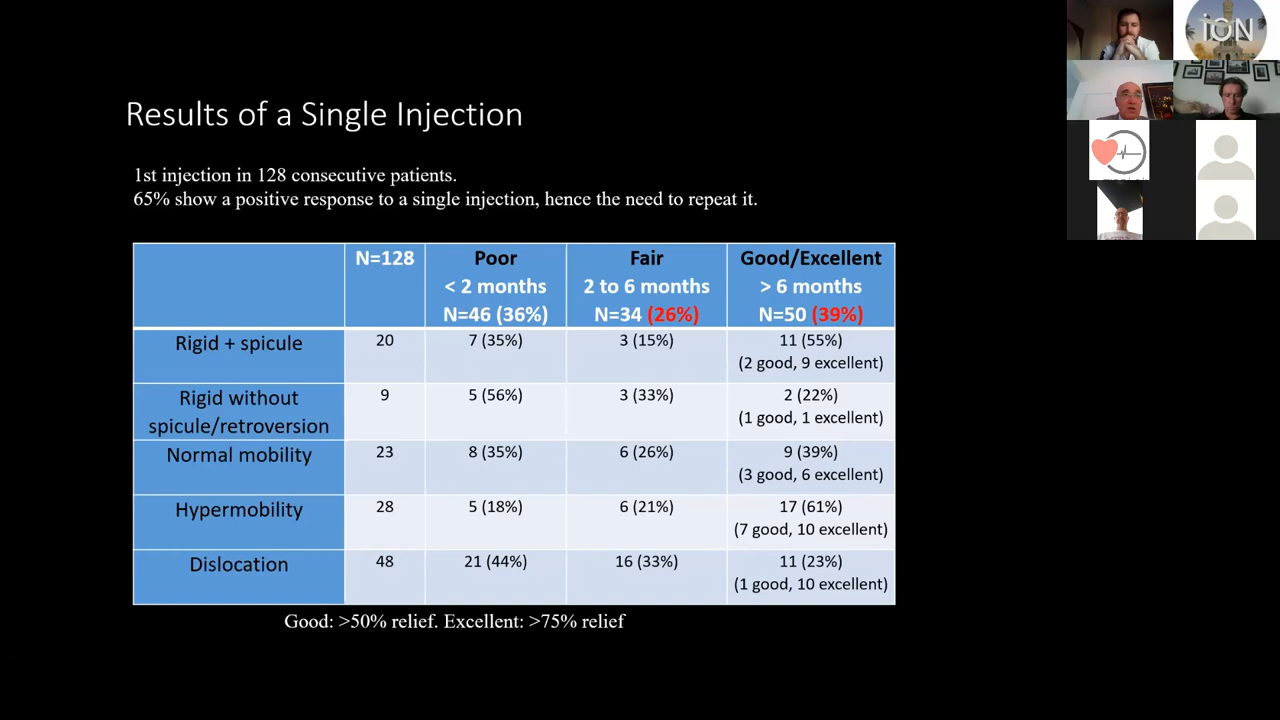 iON
Results of a Single Injection
1st injection in 128 consecutive patients.
65% show a positive response to a single injection, hence the need to repeat it.
N=128 Poor Fair Good/Excellent
< 2 months 2 to 6 months > 6 months
N=46 (36%) N=34 (26%) N=50 (39%)
Rigid + spicule 20 7 (35%) 3 (15%) 11 (55%)
(2 good, 9 excellent)
Rigid without 9 5 (56%) 3 (33%) 2 (22%)
spicule/retroversion (1 good, 1 excellent)
Normal mobility 23 8 (35%) 6 (26%) 9 (39%)
(3 good, 6 excellent)
Hypermobility 28 5 (18%) 6 (21%) 17 (61%)
(7 good, 10 excellent)
Dislocation 48 21 (44%) 16 (33%) 11 (23%)
(1 good, 10 excellent)
Good: >50% relief. Excellent: >75% relief